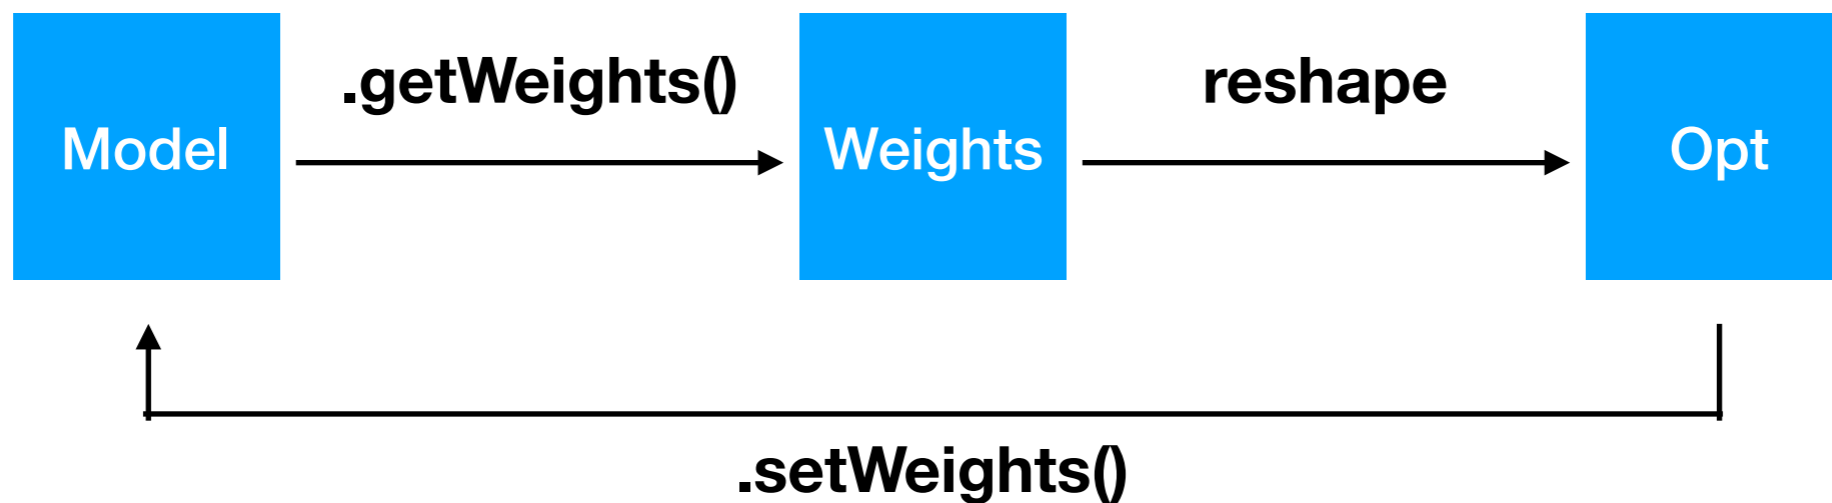 Model
.getWeights()
Weights
reshape
Opt
.setWeights()